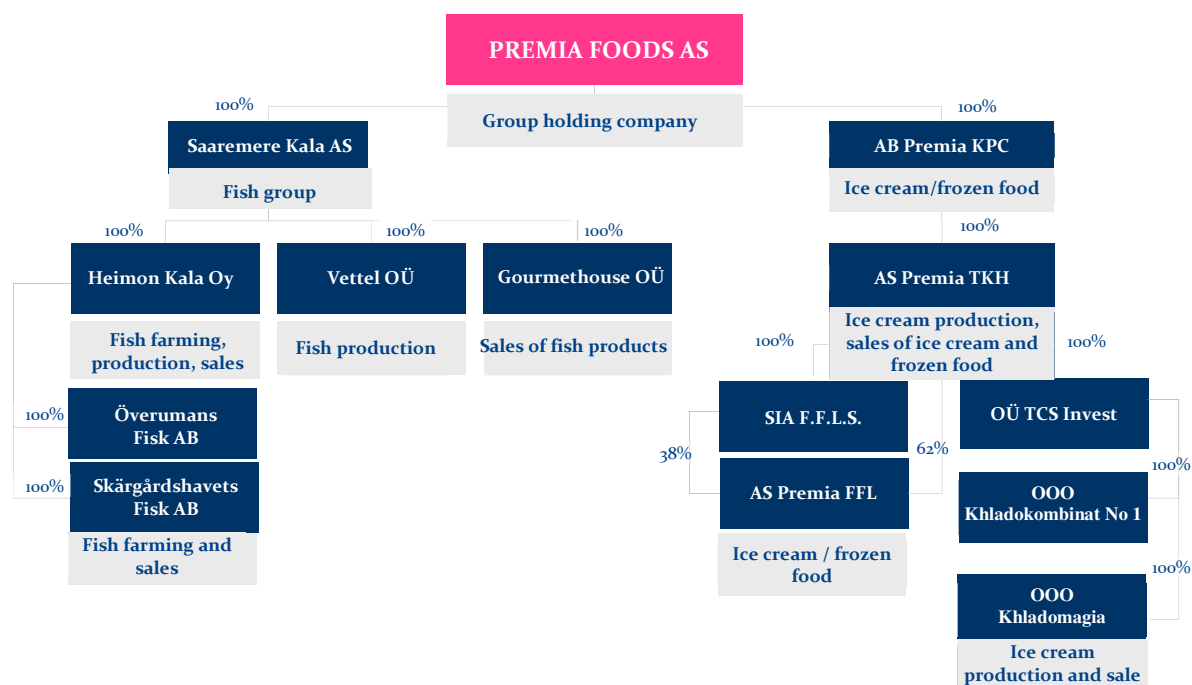 PREMIA FOODS AS
Group holding company
100%
100%
Saaremere Kala AS
Fish group
AB Premia KPC
Ice cream/frozen food
100%
100%
100%
100%
Heimon Kala Oy
Vettel OÜ
Gourmethouse OÜ
AS Premia TKH
Fish farming,
production, sales
Fish production
Sales of fish products
Ice cream production,
sales of ice cream and
frozen food
100%
100%
100%
Överumans
Fisk AB
100%
Skärgårdshavets
Fisk AB
Fish farming and
sales
SIA F.F.L.S.
38%
62%
AS Premia FFL
Ice cream / frozen
food
OÜ TCS Invest
100%
OOO
Khladokombinat No 1
100%
OOO
Khladomagia
Ice cream
production and sale